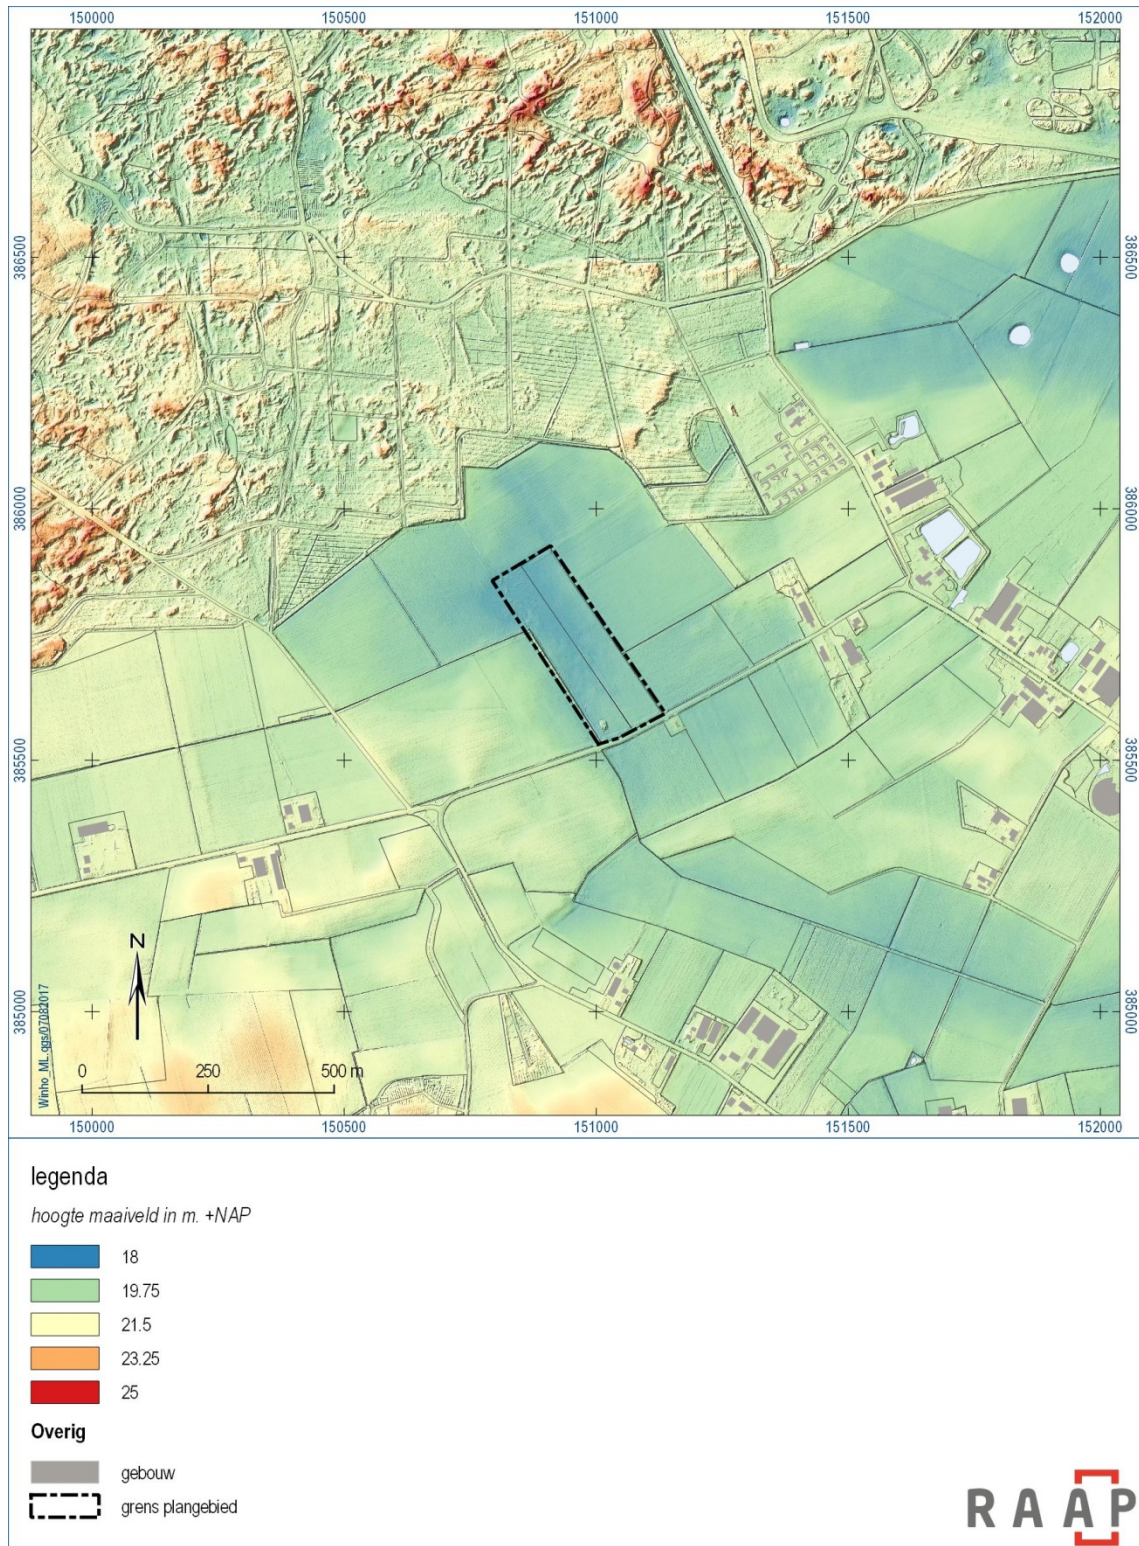 150000 150500 151000 151500 152000
386500 386500
386000 386000
385500 385500
385000 385000
N
0 250 500 m
Winho_ML.qgs/07082017
150000 150500 151000 151500 152000
legenda
hoogte maaiveld in m. +NAP
18
19.75
21.5
23.25
25
Overig
gebouw
grens plangebied
RAAP